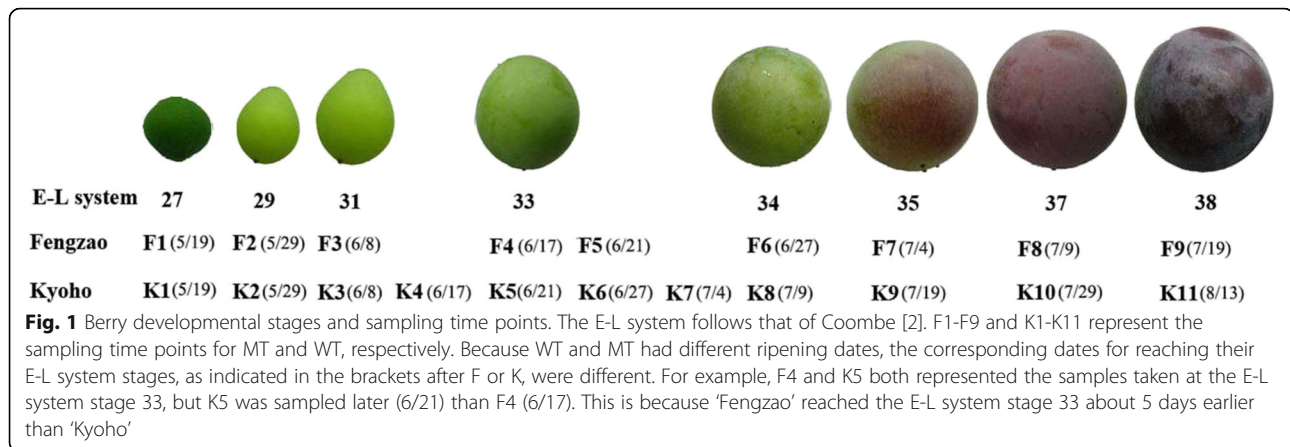 E-L system 27 29 31 33 34 35 37 38
Fengzao F1(5/19) F2(5/29) F3(6/8) F4(6/17) F5(6/21) F6(6/27) F7(7/4) F8(7/9) F9(7/19)
Kyoho K1(5/19) K2(5/29) K3(6/8) K4(6/17) K5(6/21) K6(6/27) K7(7/4) K8(7/9) K9(7/19) K10(7/29) K11(8/13)
Fig. 1 Berry developmental stages and sampling time points. The E-L system follows that of Coombe [2]. F1-F9 and K1-K11 represent the
sampling time points for MT and WT, respectively. Because WT and MT had different ripening dates, the corresponding dates for reaching their
E-L system stages, as indicated in the brackets after F or K, were different. For example, F4 and K5 both represented the samples taken at the E-L
system stage 33, but K5 was sampled later (6/21) than F4 (6/17). This is because ‘Fengzao’ reached the E-L system stage 33 about 5 days earlier
than ‘Kyoho’